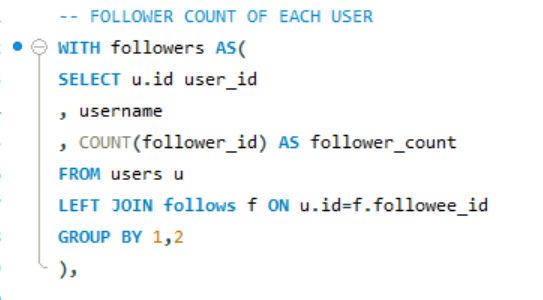 -- FOLLOWER COUNT OF EACH USER
WITH followers AS(
SELECT u.id user_id
, username
, COUNT(follower_id) AS follower_count
FROM users u
LEFT JOIN follows f ON u.id=f.followee_id
GROUP BY 1,2
),